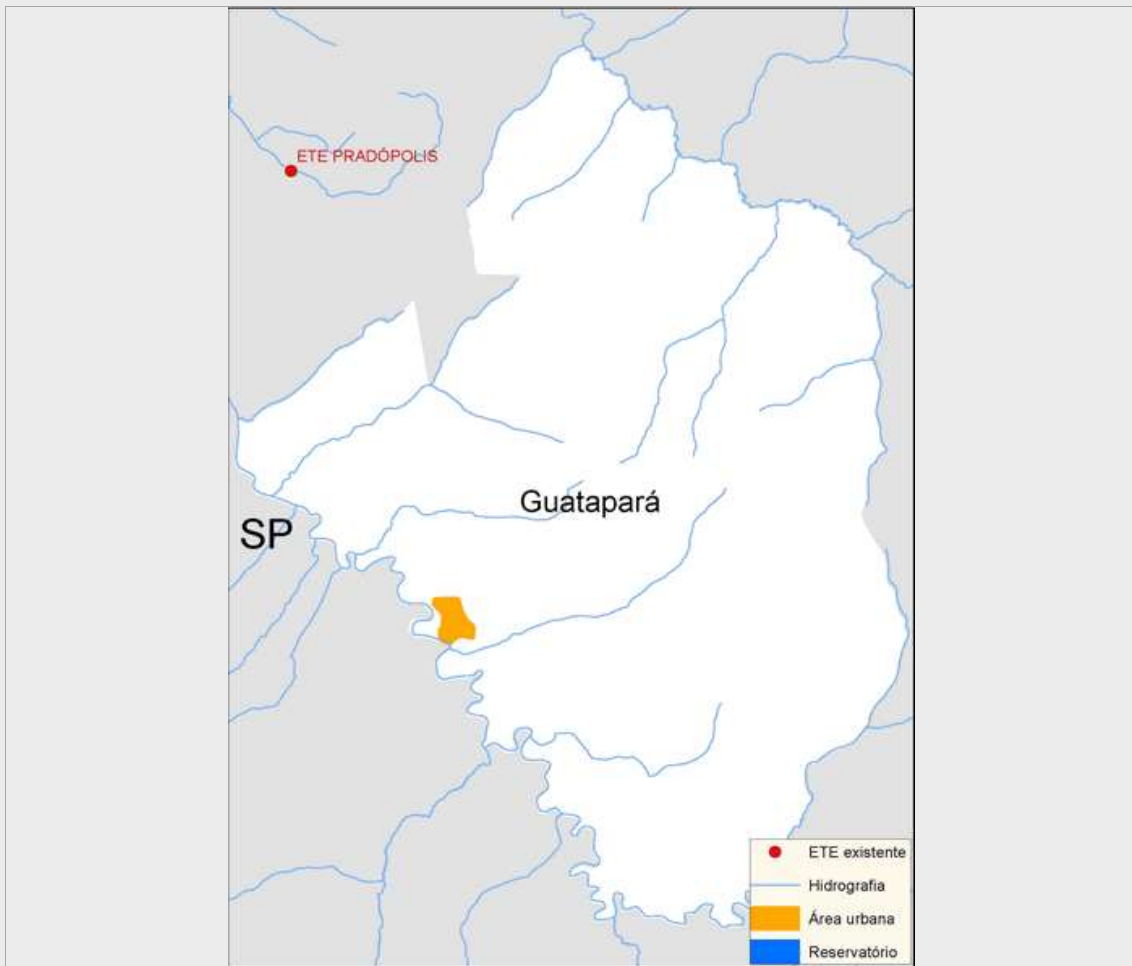 ETE PRADÓPOLIS
Guatapará
SP
ETE existente
Hidrografia
Área urbana
Reservatório